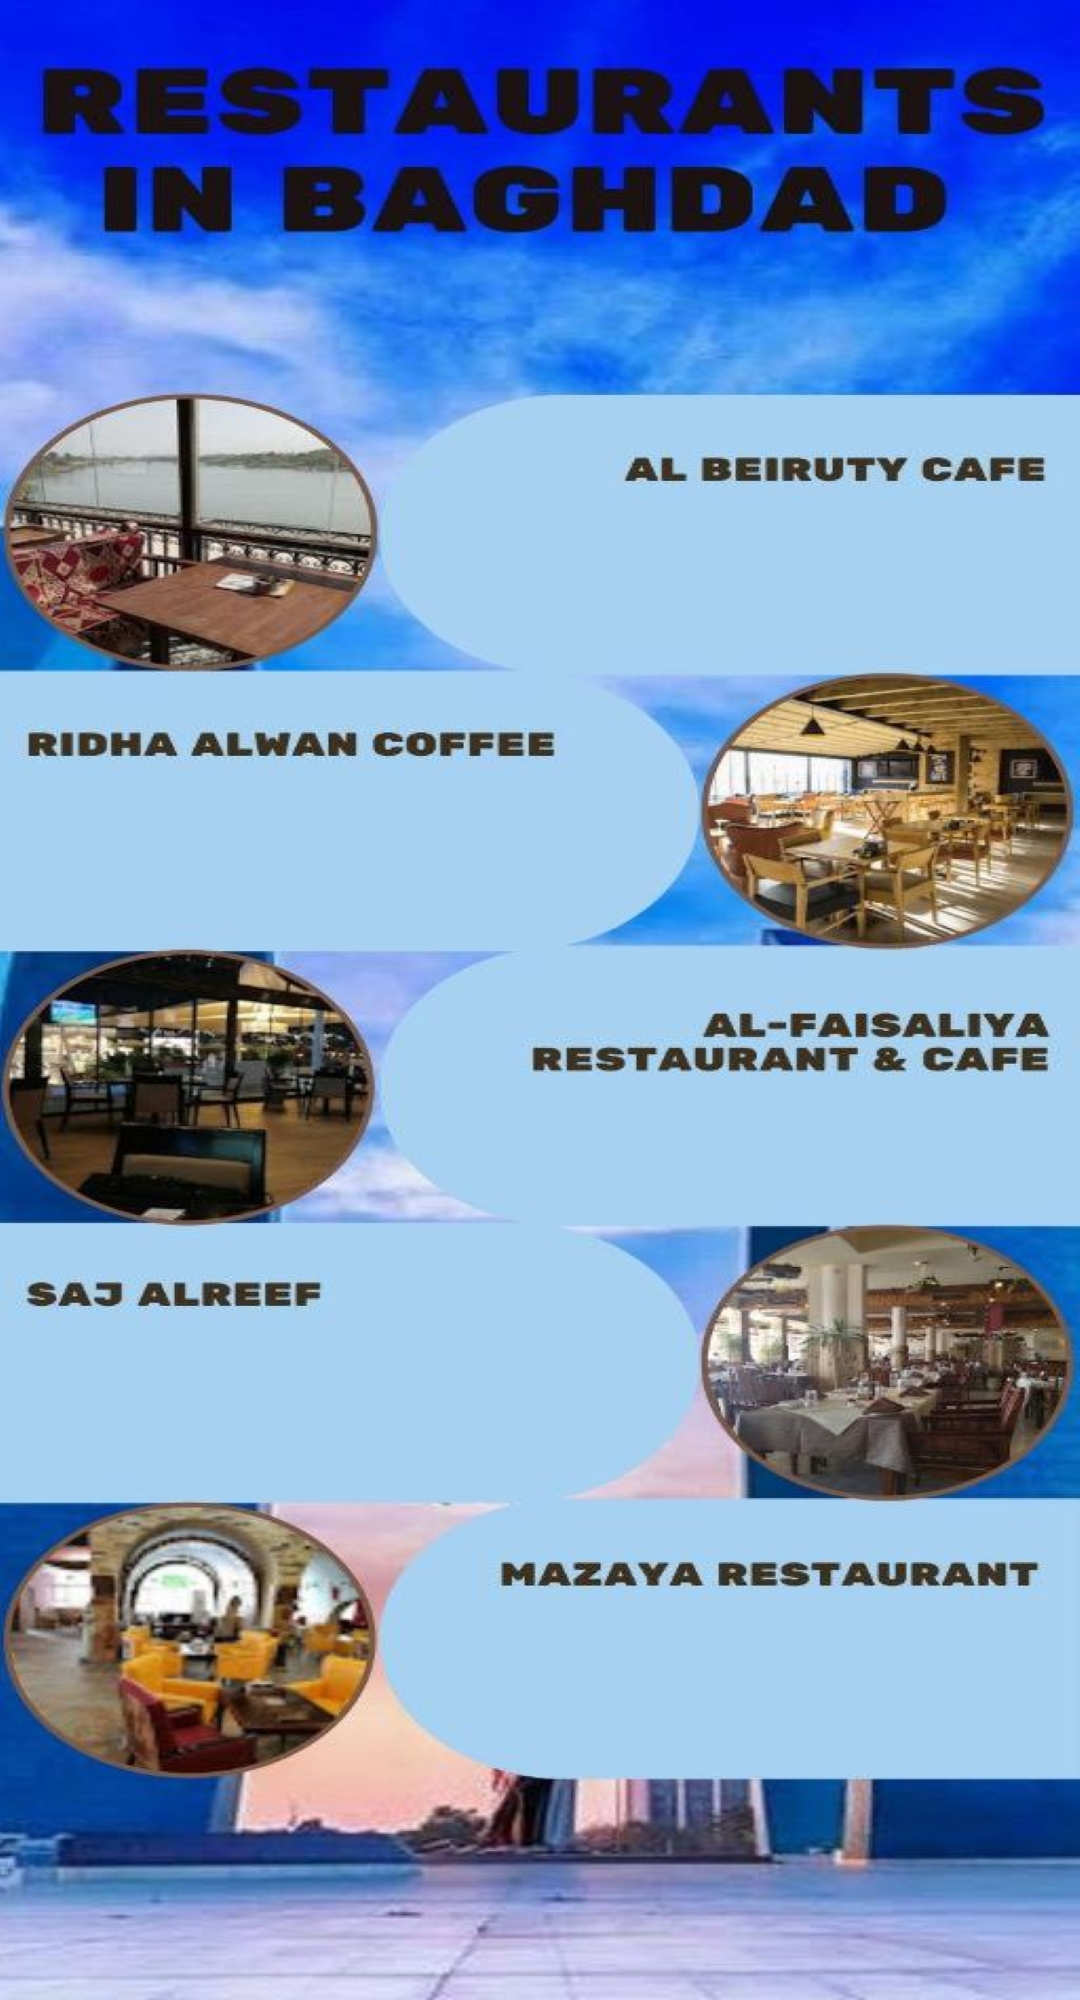 RESTAURANTS
IN BAGHDAD
AL BEIRUTY CAFE
RIDHA ALWAN COFFEE
AL-FAISALIYA
RESTAURANT & CAFE
SAJ ALREEF
MAZAYA RESTAURANT